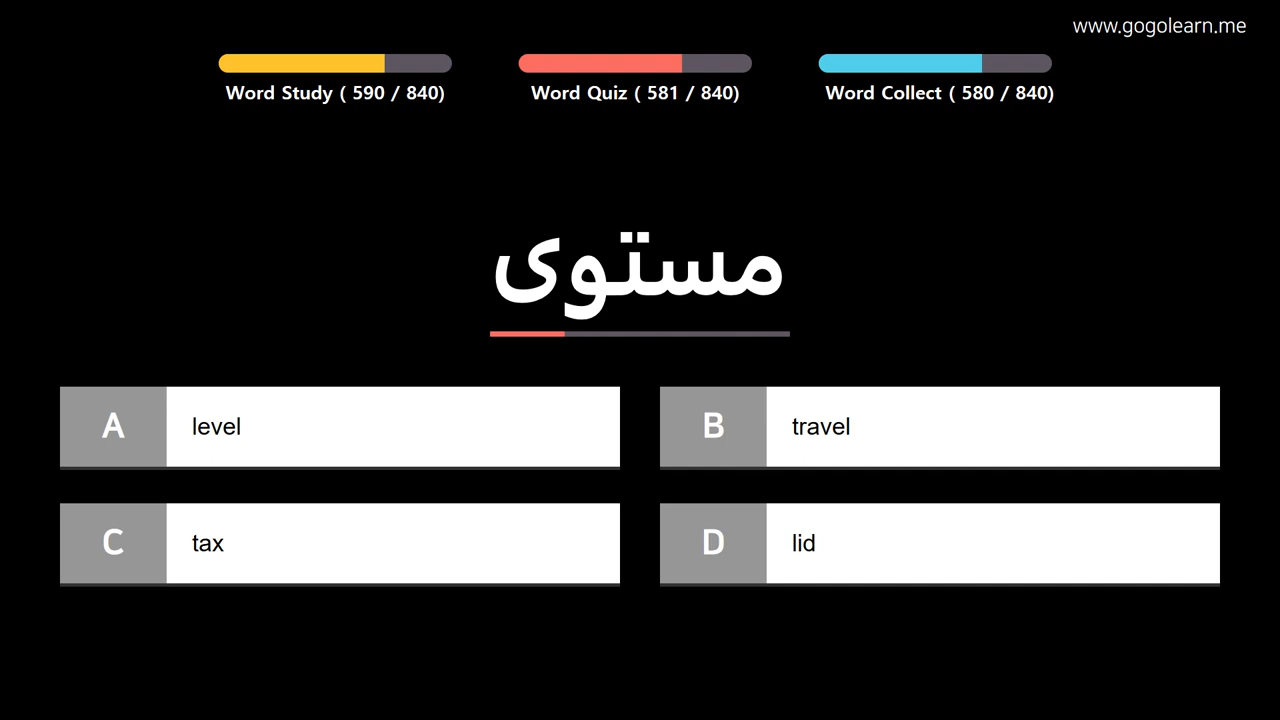 www.gogolearn.me
Word Study ( 590 / 840)
Word Quiz ( 581 / 840)
Word Collect ( 580 / 840)
مستوى
A level
B travel
C tax
D lid